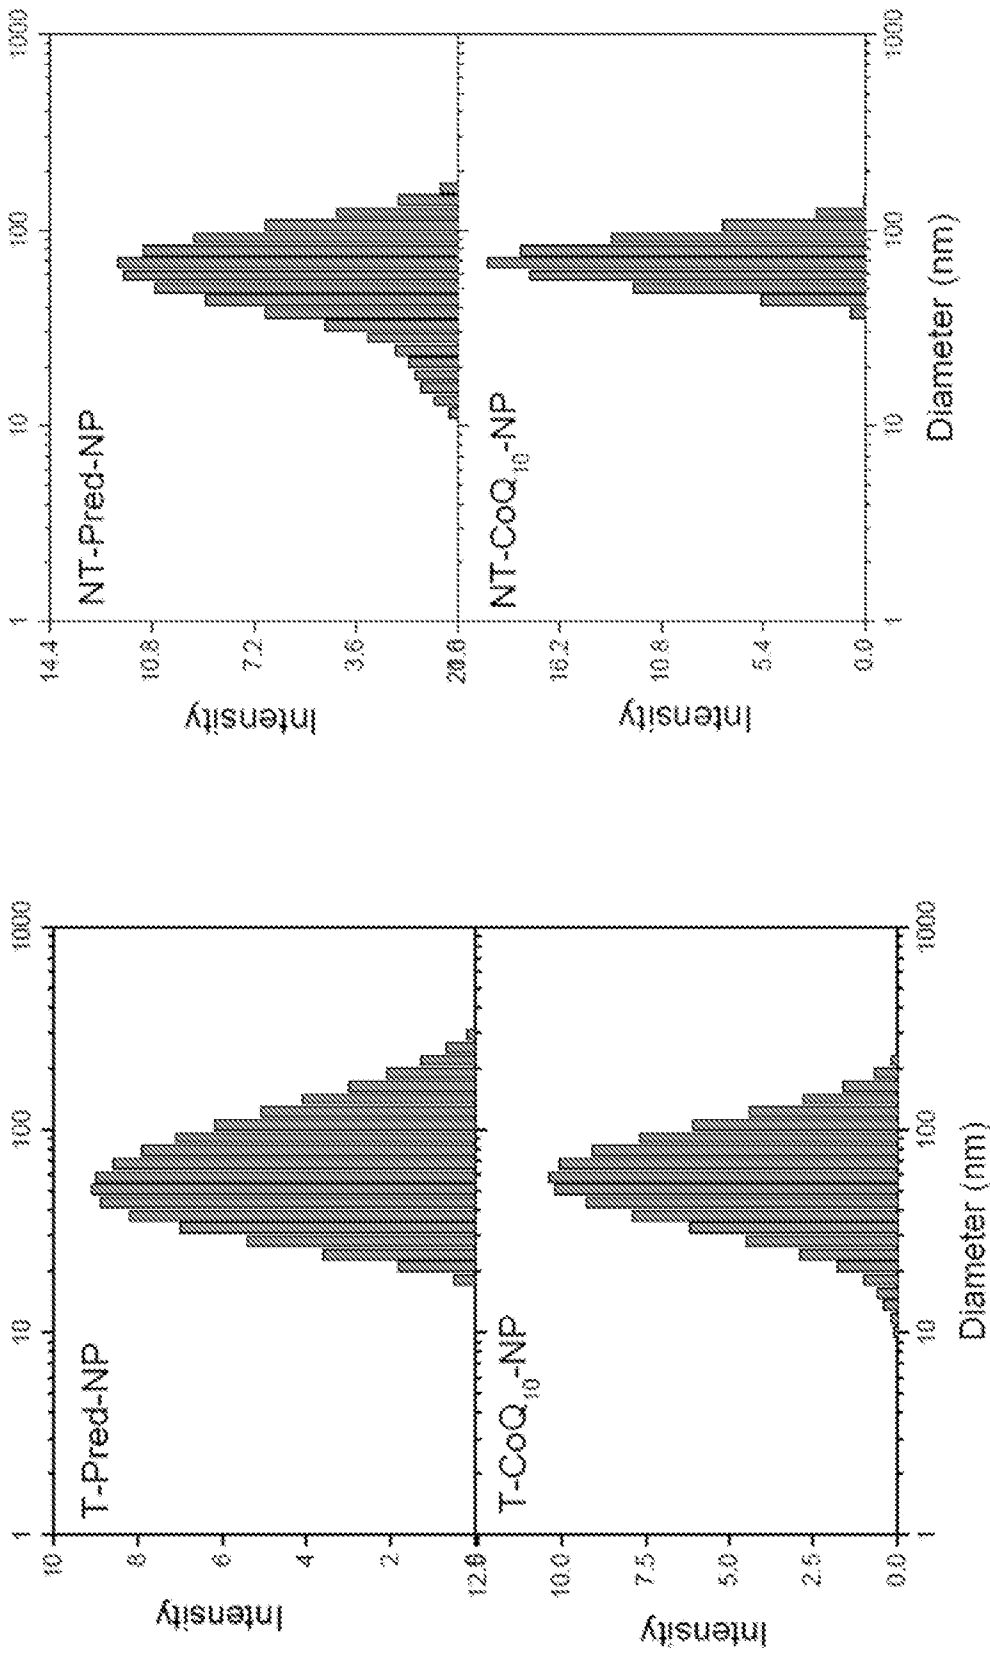 T-Pred-NP
Intensity
10
8
6
4
2
1 10 100 1000
T-CoQ10-NP
Intensity
10.0
7.5
5.0
2.5
0.0
1 10 100 1000
Diameter (nm)
NT-Pred-NP
Intensity
14.4
10.8
7.2
3.6
1 10 100 1000
NT-CoQ10-NP
Intensity
16.2
10.8
5.4
0.0
1 10 100 1000
Diameter (nm)